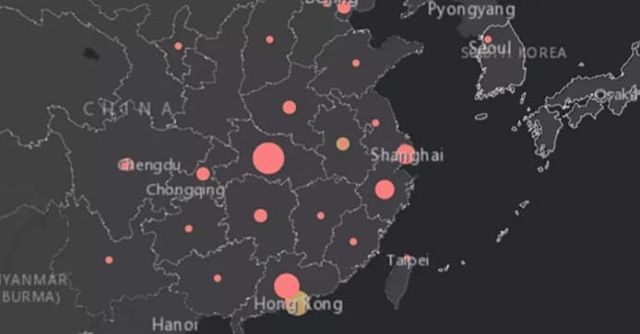 Beijing
Pyongyang
Seoul
SOUTH KOREA
Osaka
CHINA
Chengdu
Shanghai
Chongqing
Taipei
MYANMAR
(BURMA)
Hong Kong
Hanoi